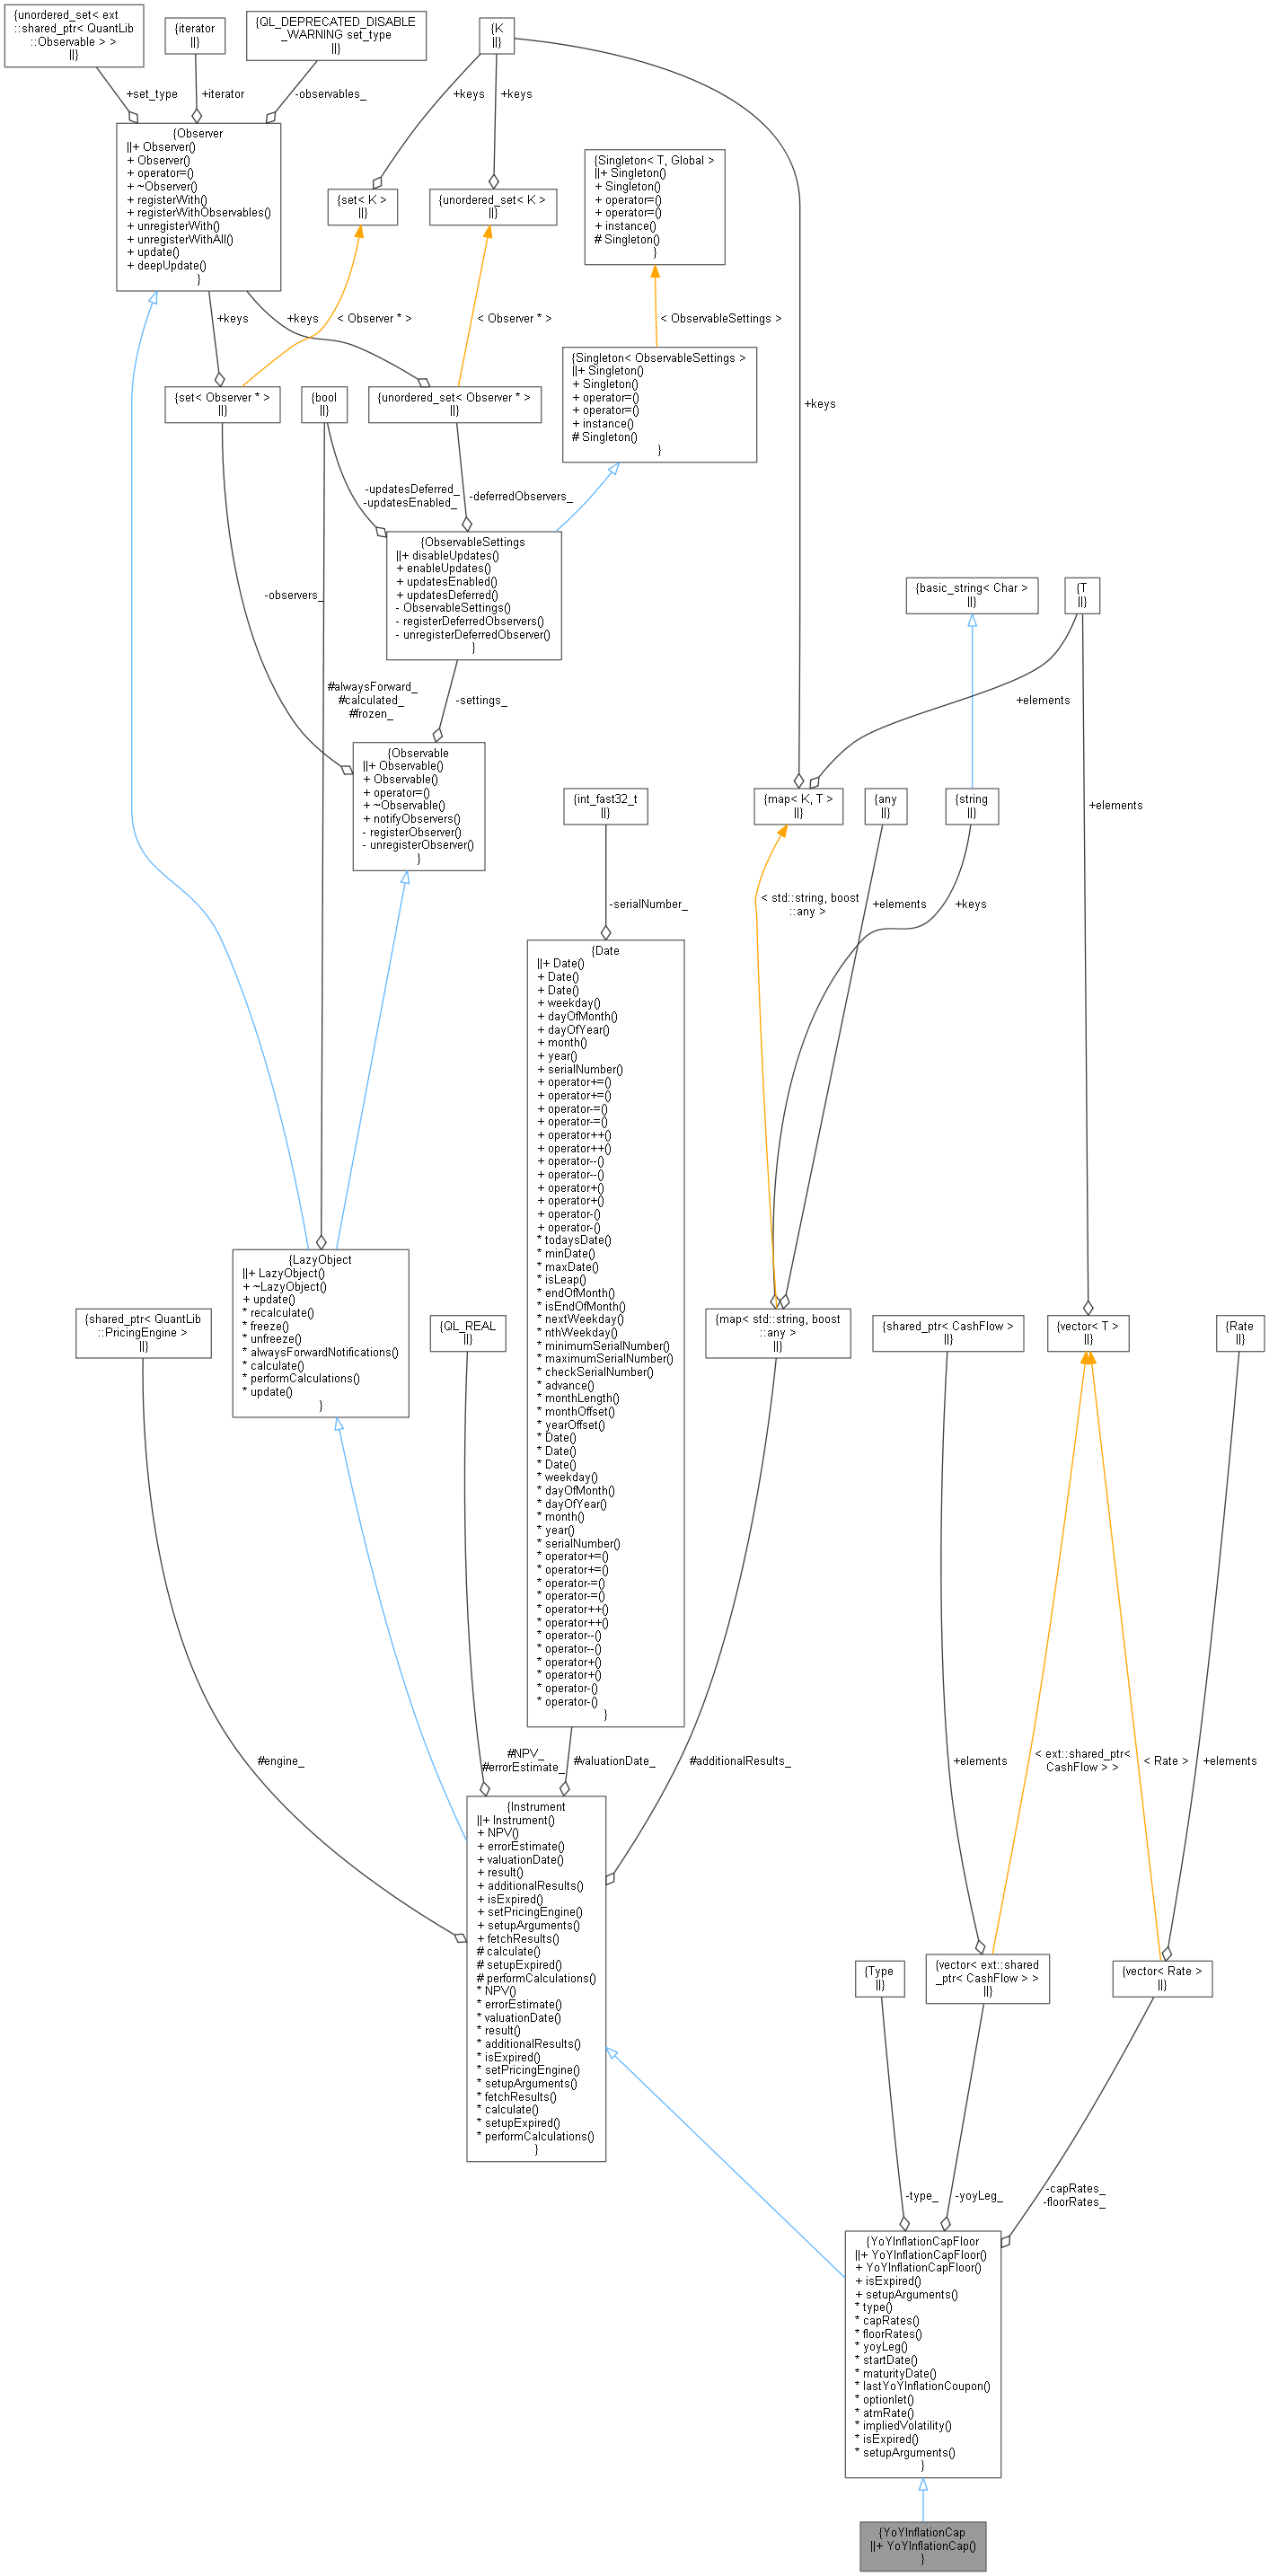 {unordered_set< ext
::shared_ptr< QuantLib
::Observable > >
||}
{iterator
||}
{QL_DEPRECATED_DISABLE
_WARNING set_type
||}
{K
||}
+set_type
+iterator
-observables_
+keys
+keys
{Observer
||+ Observer()
+ Observer()
+ operator=()
+ ~Observer()
+ registerWith()
+ registerWithObservables()
+ unregisterWith()
+ unregisterWithAll()
+ update()
+ deepUpdate()
}
{set< K >
||}
{unordered_set< K >
||}
{Singleton< T, Global >
||+ Singleton()
+ Singleton()
+ operator=()
+ operator=()
+ instance()
# Singleton()
}
+keys
+keys
< Observer * >
< Observer * >
< ObservableSettings >
{set< Observer * >
||}
{bool
||}
{unordered_set< Observer * >
||}
{Singleton< ObservableSettings >
||+ Singleton()
+ Singleton()
+ operator=()
+ operator=()
+ instance()
# Singleton()
}
+keys
-updatesDeferred_
-updatesEnabled_
-deferredObservers_
{ObservableSettings
||+ disableUpdates()
+ enableUpdates()
+ updatesEnabled()
+ updatesDeferred()
- ObservableSettings()
- registerDeferredObservers()
- unregisterDeferredObserver()
}
-observers_
{basic_string< Char >
||}
{T
||}
#alwaysForward_
#calculated_
#frozen_
-settings_
+elements
{Observable
||+ Observable()
+ Observable()
+ operator=()
+ ~Observable()
+ notifyObservers()
- registerObserver()
- unregisterObserver()
}
{int_fast32_t
||}
{map< K, T >
||}
{any
||}
{string
||}
+elements
-serialNumber_
< std::string, boost
::any >
+elements
+keys
{Date
||+ Date()
+ Date()
+ Date()
+ weekday()
+ dayOfMonth()
+ dayOfYear()
+ month()
+ year()
+ serialNumber()
+ operator+=()
+ operator+=()
+ operator-=()
+ operator-=()
+ operator++()
+ operator++()
+ operator--()
+ operator--()
+ operator+()
+ operator+()
+ operator-()
+ operator-()
* todaysDate()
* minDate()
* maxDate()
* isLeap()
* endOfMonth()
* isEndOfMonth()
* nextWeekday()
* nthWeekday()
* minimumSerialNumber()
* maximumSerialNumber()
* checkSerialNumber()
* advance()
* monthLength()
* monthOffset()
* yearOffset()
* Date()
* Date()
* Date()
* weekday()
* dayOfMonth()
* dayOfYear()
* month()
* year()
* serialNumber()
* operator+=()
* operator+=()
* operator-=()
* operator-=()
* operator++()
* operator++()
* operator--()
* operator--()
* operator+()
* operator+()
* operator-()
* operator-()
}
{LazyObject
||+ LazyObject()
+ ~LazyObject()
+ update()
* recalculate()
* freeze()
* unfreeze()
* alwaysForwardNotifications()
* calculate()
* performCalculations()
* update()
}
{shared_ptr< QuantLib
::PricingEngine >
||}
{QL_REAL
||}
{map< std::string, boost
::any >
||}
{shared_ptr< CashFlow >
||}
{vector< T >
||}
{Rate
||}
#engine_
#NPV_
#errorEstimate_
#valuationDate_
#additionalResults_
+elements
< ext::shared_ptr<
CashFlow > >
< Rate >
+elements
{Instrument
||+ Instrument()
+ NPV()
+ errorEstimate()
+ valuationDate()
+ result()
+ additionalResults()
+ isExpired()
+ setPricingEngine()
+ setupArguments()
+ fetchResults()
# calculate()
# setupExpired()
# performCalculations()
* NPV()
* errorEstimate()
* valuationDate()
* result()
* additionalResults()
* isExpired()
* setPricingEngine()
* setupArguments()
* fetchResults()
* calculate()
* setupExpired()
* performCalculations()
}
{Type
||}
{vector< ext::shared
_ptr< CashFlow > >
||}
{vector< Rate >
||}
-type_
-yoyLeg_
-capRates_
-floorRates_
{YoYInflationCapFloor
||+ YoYInflationCapFloor()
+ YoYInflationCapFloor()
+ isExpired()
+ setupArguments()
* type()
* capRates()
* floorRates()
* yoyLeg()
* startDate()
* maturityDate()
* lastYoYInflationCoupon()
* optionlet()
* atmRate()
* impliedVolatility()
* isExpired()
* setupArguments()
}
{YoYInflationCap
||+ YoYInflationCap()
}